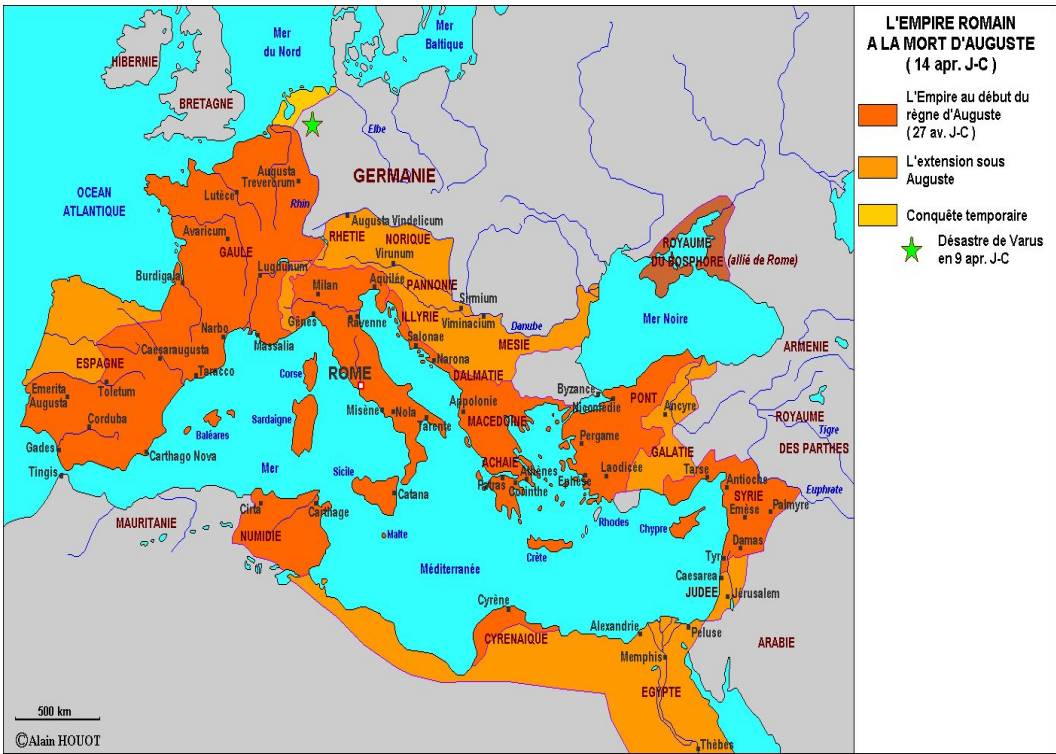 L'EMPIRE ROMAIN
A LA MORT D'AUGUSTE
( 14 apr. J-C )
L'Empire au début du
règne d'Auguste
( 27 av. J-C )
L'extension sous
Auguste
Conquête temporaire
Désastre de Varus
en 9 apr. J-C
Mer
du Nord
Mer
Baltique
HIBERNIE
BRETAGNE
Elbe
GERMANIE
OCEAN
ATLANTIQUE
Augusta
Treverorum
Lutèce
Rhin
Augusta Vindelicum
Avaricum
GAULE
RHETIE
NORIQUE
Virunum
ROYAUME
DU BOSPHORE (allié de Rome)
Burdigala
Lugdunum
Milan
Aquilée
PANNONIE
Sirmium
Gênes
Ravenne
ILLYRIE
Viminacium
Danube
Mer Noire
Narbo
Massalia
Salonae
MESIE
ARMENIE
ESPAGNE
Caesaraugusta
Corse
ROME
Narona
DALMATIE
Toletum
Taracco
Emerita
Augusta
Byzance
Nicomédie
PONT
Ancyre
ROYAUME
DES PARTHES
Tigre
Misène
Nola
Appolonie
MACEDOINE
Corduba
Baléares
Sardaigne
Tarente
Pergame
GALATIE
Gades
Carthago Nova
Mer
Sicile
ACHAIE
Athènes
Ephèse
Laodicée
Tarse
Antioche
Tingis
Patras
Corinthe
SYRIE
Euphrate
Catana
Emèse
Palmyre
MAURITANIE
Cirta
Carthage
Rhodes
Chypre
NUMIDIE
Malte
Crète
Damas
Méditerranée
Tyr
Caesarea
JUDEE
Jérusalem
Cyrène
CYRENAIQUE
Alexandrie
Péluse
ARABIE
Memphis
EGYPTE
Thèbes
500 km
©Alain HOUOT